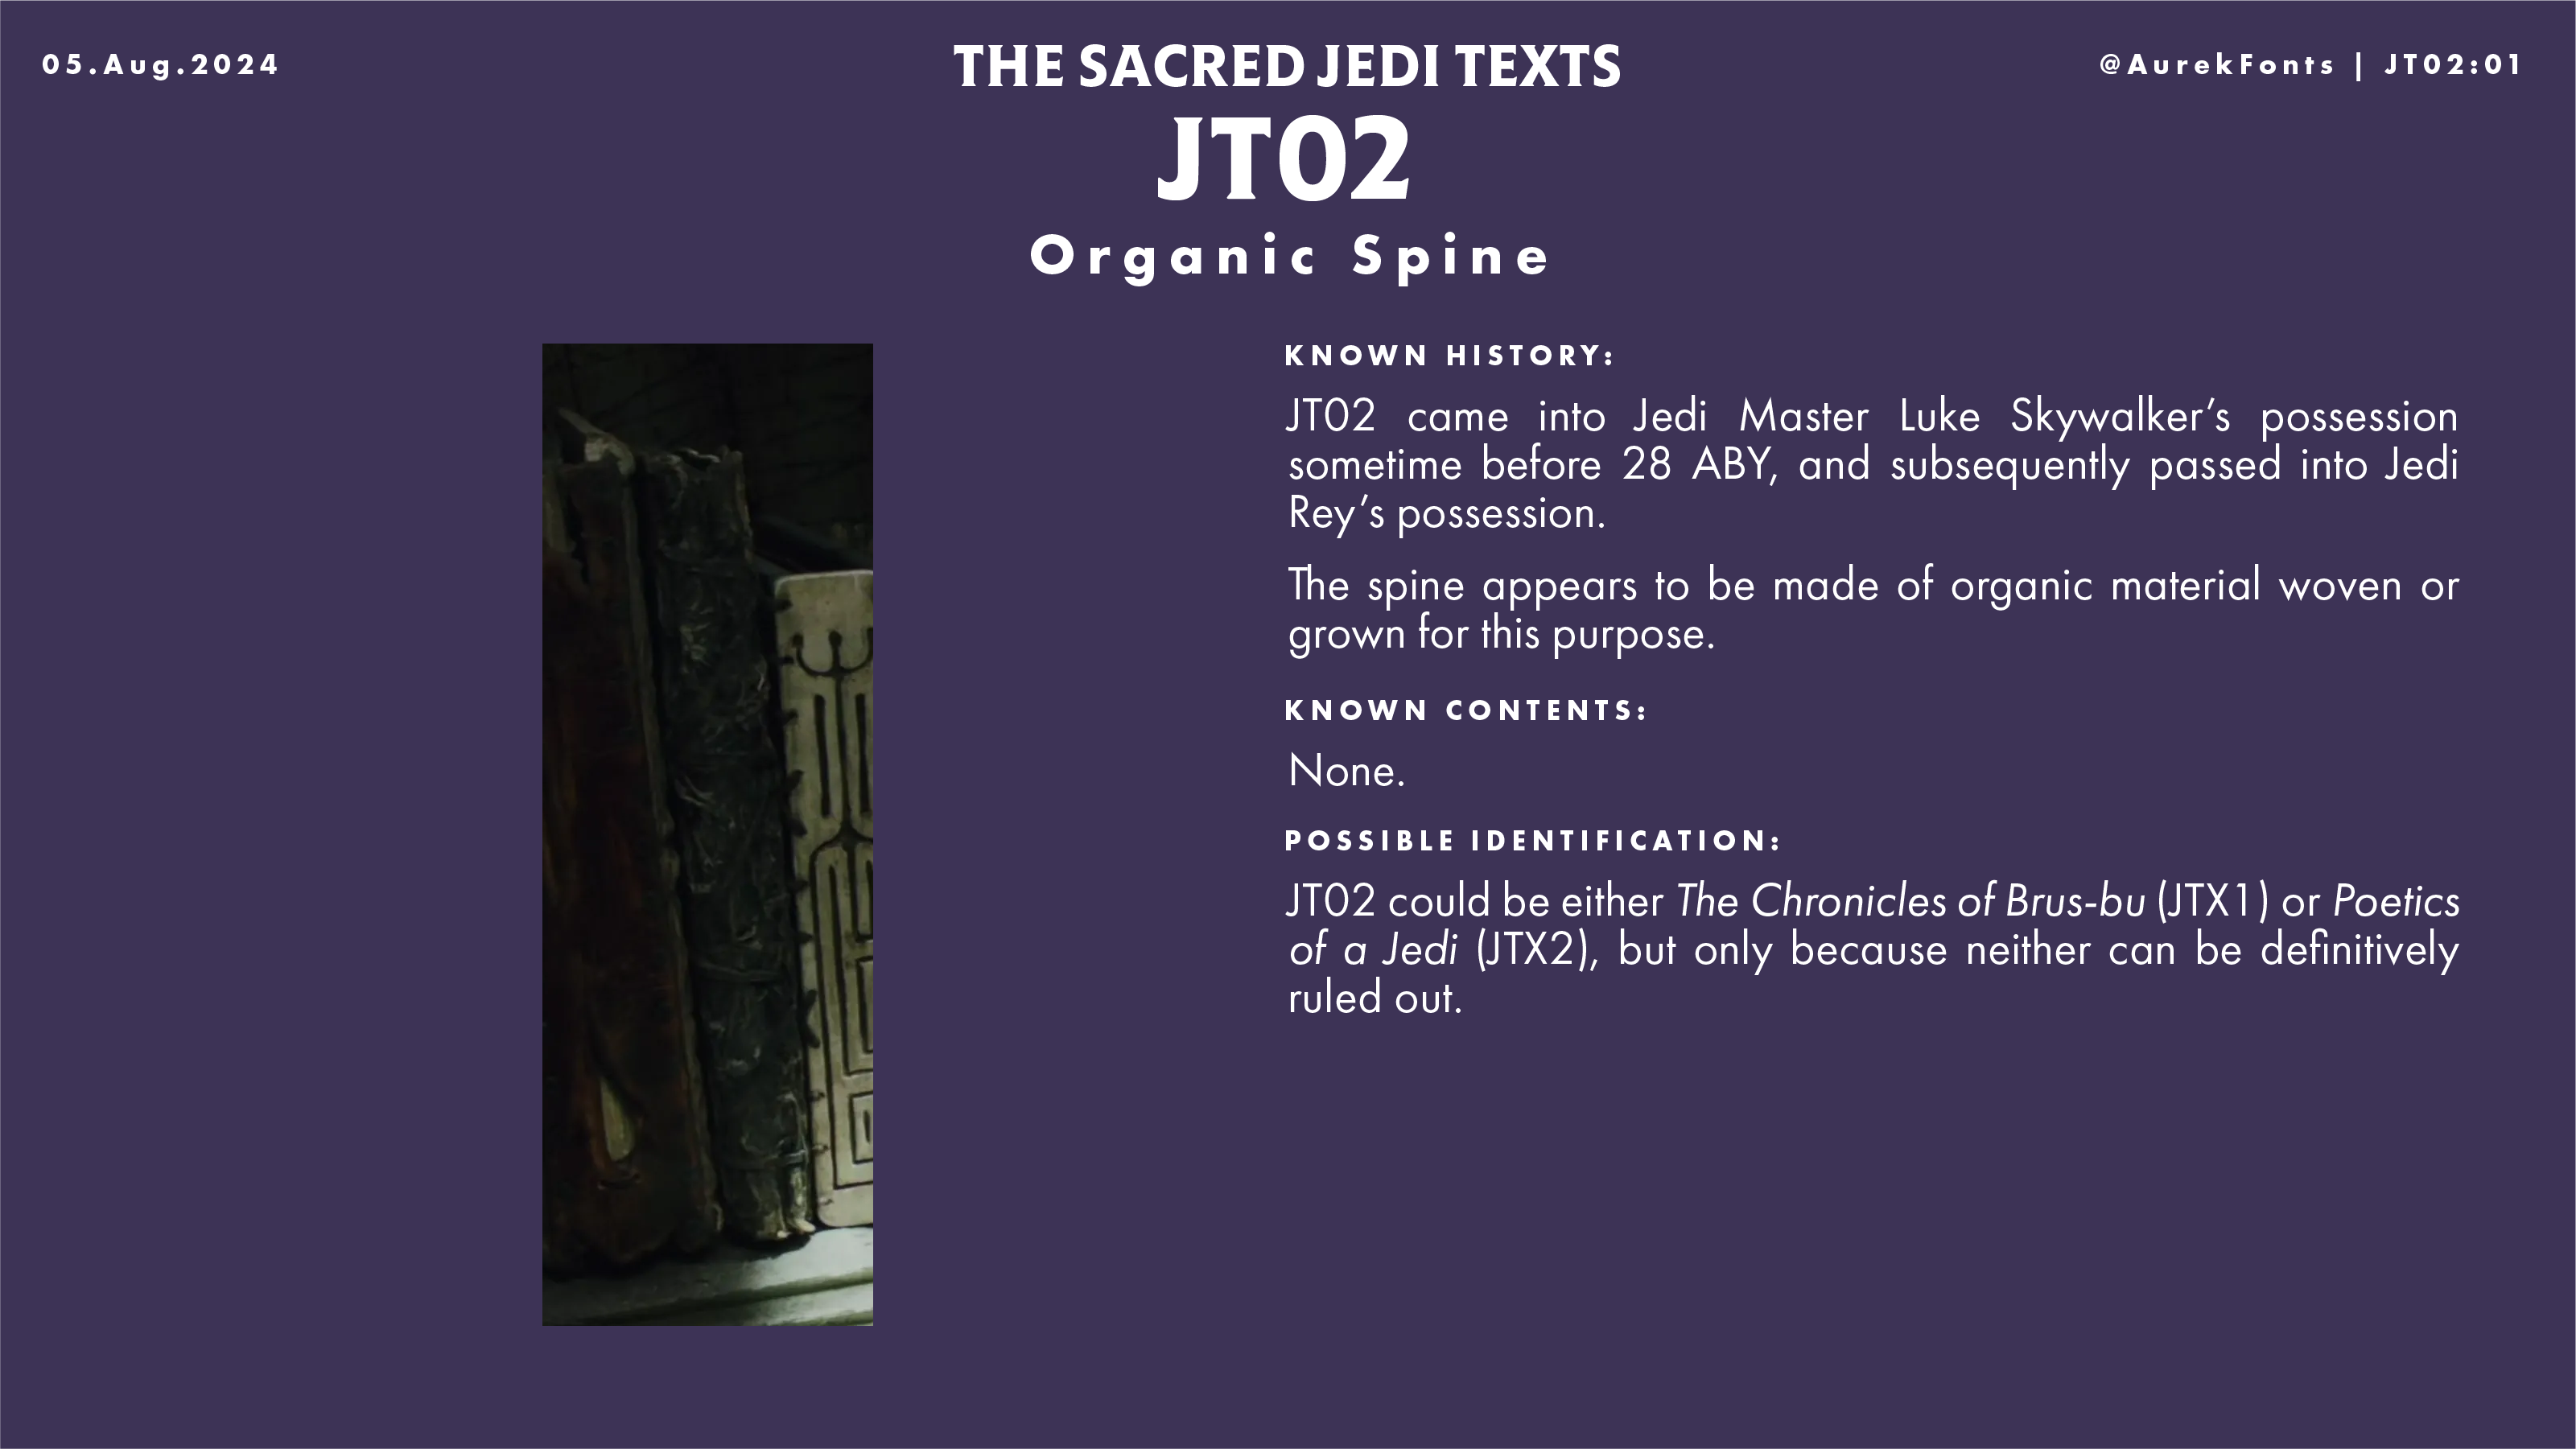 05.Aug.2024
THE SACRED JEDI TEXTS
@AurekFonts | JT02:01
JT02
Organic Spine
KNOWN HISTORY:
JT02 came into Jedi Master Luke Skywalker’s possession
sometime before 28 ABY, and subsequently passed into Jedi
Rey’s possession.
The spine appears to be made of organic material woven or
grown for this purpose.
KNOWN CONTENTS:
None.
POSSIBLE IDENTIFICATION:
JT02 could be either The Chronicles of Brus-bu (JTX1) or Poetics
of a Jedi (JTX2), but only because neither can be definitively
ruled out.